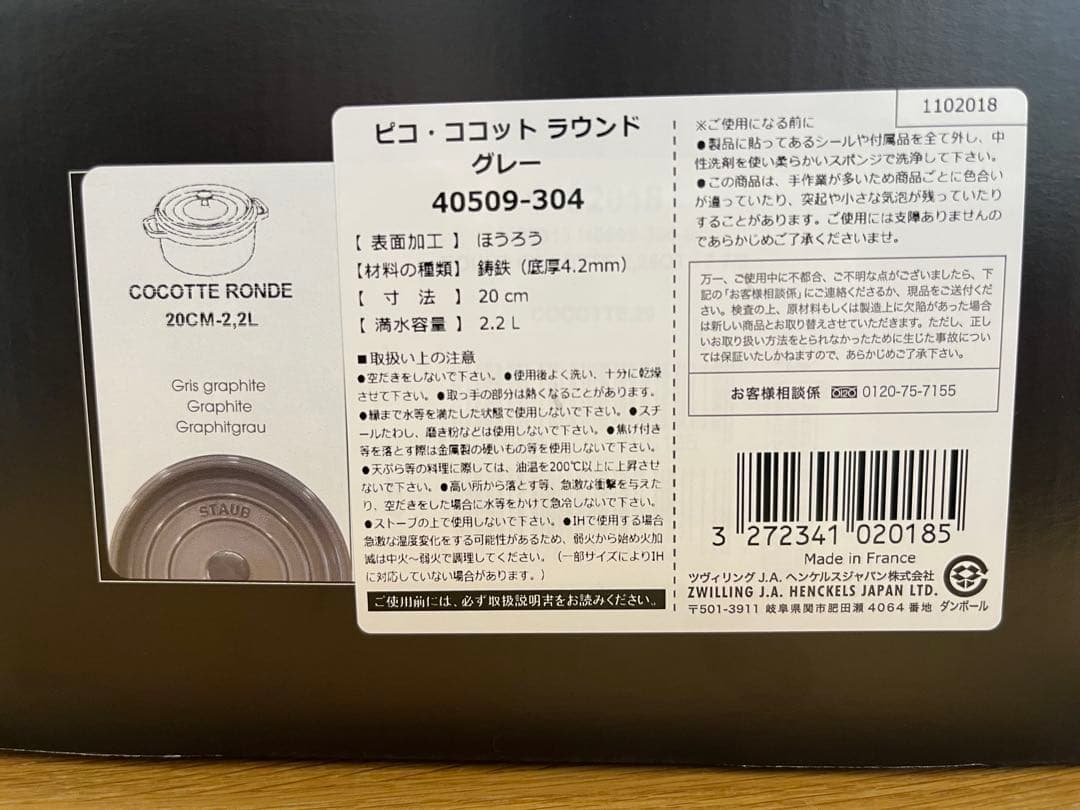 COCOTTE RONDE
20CM-2,2L
Gris graphite
Graphite
Graphitgrau
STAUB
ピコ・ココット ラウンド
グレー
40509-304
【 表面加工 】 ほうろう
【材料の種類】 鋳鉄（底厚4.2mm）
【 寸 法 】 20 cm
【 満水容量 】 2.2 L
■取扱い上の注意
●空だきをしないで下さい。●使用後よく洗い、十分に乾燥
させて下さい。●取っ手の部分は熱くなることがあります。
●縁まで水等を満たした状態で使用しないで下さい。●スチ
ールたわし、磨き粉などは使用しないで下さい。●焦げ付き
等を落とす際は金属製の硬いもの等を使用しないで下さい。
●天ぷら等の料理に際しては、油温を200℃以上に上昇させ
ないで下さい。●高い所から落とす等、急激な衝撃を与えた
り、空だきをした場合に水等をかけて急冷しないで下さい。
●ストーブの上で使用しないで下さい。●IHで使用する場合
急激な温度変化をする可能性があるため、弱火から始め火加
減は中火～弱火で調理してください。（一部サイズによりIH
に対応していない場合があります。）
ご使用前には、必ず取扱説明書をお読みください。
1102018
※ご使用になる前に
●製品に貼ってあるシールや付属品を全て外し、中
性洗剤を使い柔らかいスポンジで洗浄して下さい。
●この商品は、手作業が多いため商品ごとに色合い
が違っていたり、突起や小さな気泡が残っていたり
することがあります。ご使用には支障ありませんの
であらかじめご了承くださいませ。
万一、ご使用中に不都合、ご不明な点がございましたら、下
記の「お客様相談係」にご連絡くださるか、現品をご送付くだ
さい。検査の上、原材料もしくは製造上に欠陥があった場合
は新しい商品とお取り替えさせていただきます。ただし、正し
いお取り扱い方法をとられなかったために生じた事故につい
ては保証いたしかねますので、あらかじめご了承下さい。
お客様相談係 0120-75-7155
3 272341 020185
Made in France
ツヴィリング J.A. ヘンケルスジャパン株式会社
ZWILLING J.A. HENCKELS JAPAN LTD.
〒501-3911 岐阜県関市肥田瀬 4064 番地 ダンボール